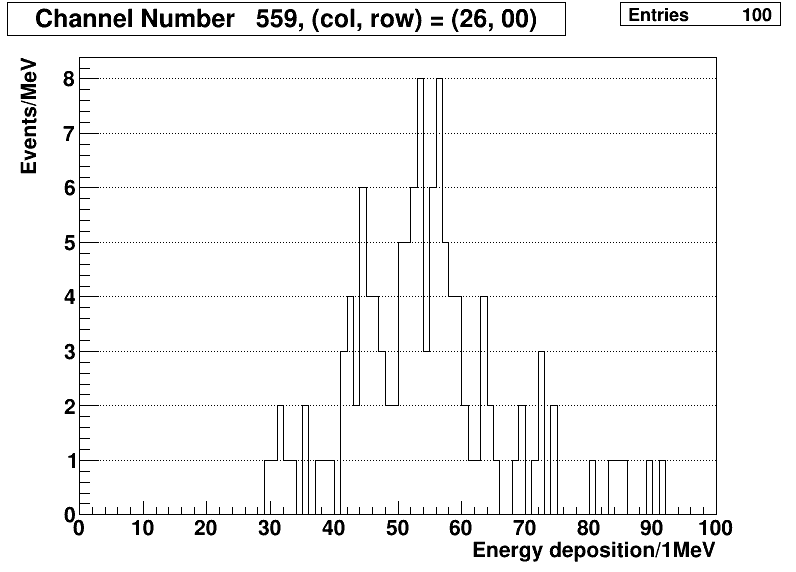 Channel Number 559, (col, row) = (26, 00)
Entries 100
Events/MeV
8
7
6
5
4
3
2
1
0
0 10 20 30 40 50 60 70 80 90 100
Energy deposition/1MeV